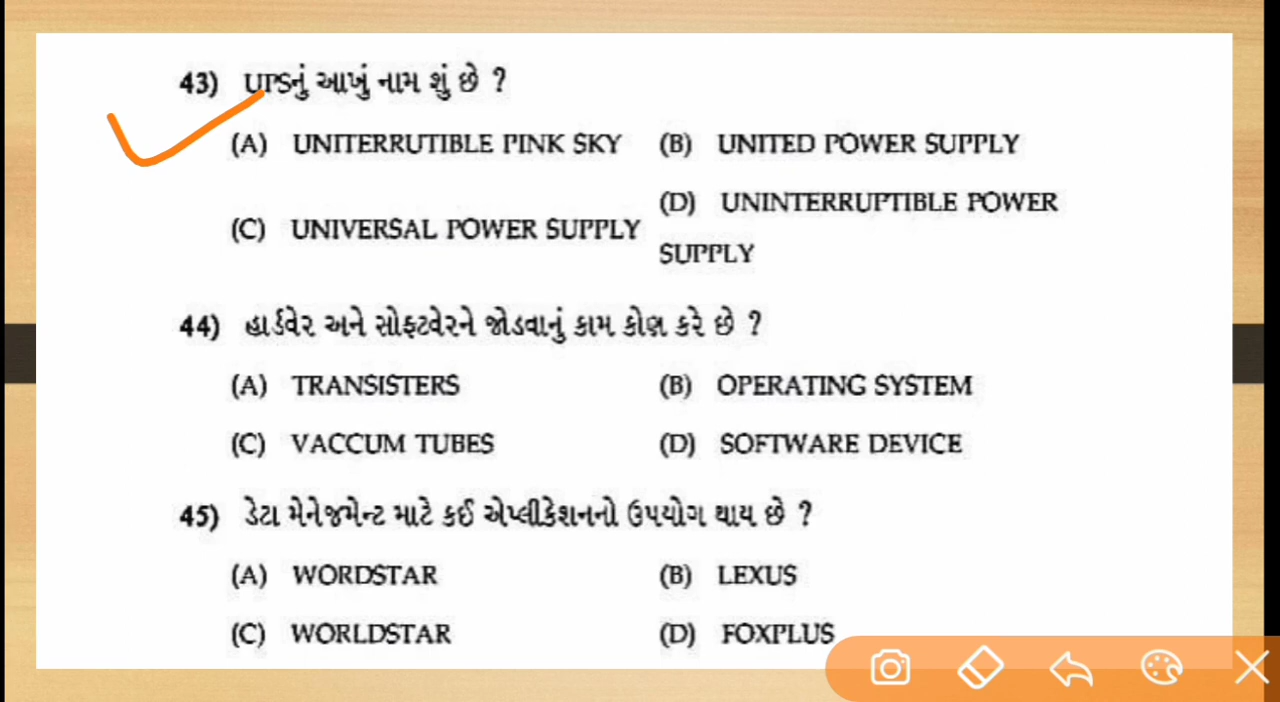 43) UPSનું આખું નામ શું છે ?
(A) UNITERRUTIBLE PINK SKY (B) UNITED POWER SUPPLY
(C) UNIVERSAL POWER SUPPLY (D) UNINTERRUPTIBLE POWER
SUPPLY
44) હાર્ડવેર અને સોફ્ટવેરને જોડવાનું કામ કોણ કરે છે ?
(A) TRANSISTERS (B) OPERATING SYSTEM
(C) VACCUM TUBES (D) SOFTWARE DEVICE
45) ડેટા મેનેજમેન્ટ માટે કઈ એપ્લીકેશનનો ઉપયોગ થાય છે ?
(A) WORDSTAR (B) LEXUS
(C) WORLDSTAR (D) FOXPLUS